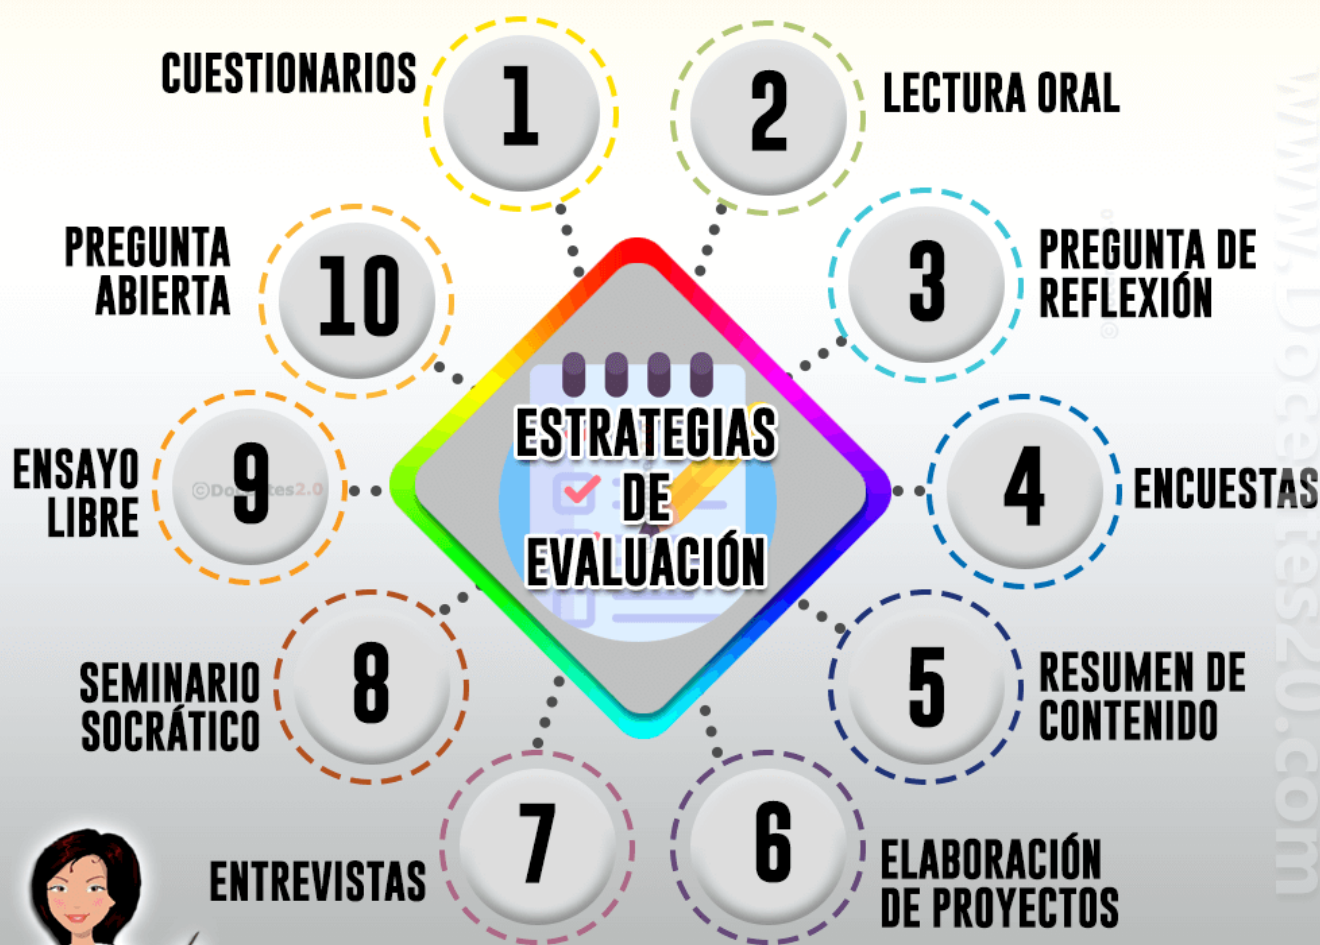 ESTRATEGIAS
DE
EVALUACIÓN
1
CUESTIONARIOS
2
LECTURA ORAL
3
PREGUNTA DE
REFLEXIÓN
4
ENCUESTAS
5
RESUMEN DE
CONTENIDO
6
ELABORACIÓN
DE PROYECTOS
7
ENTREVISTAS
8
SEMINARIO
SOCRÁTICO
9
ENSAYO
LIBRE
10
PREGUNTA
ABIERTA
www.Docentes20.com